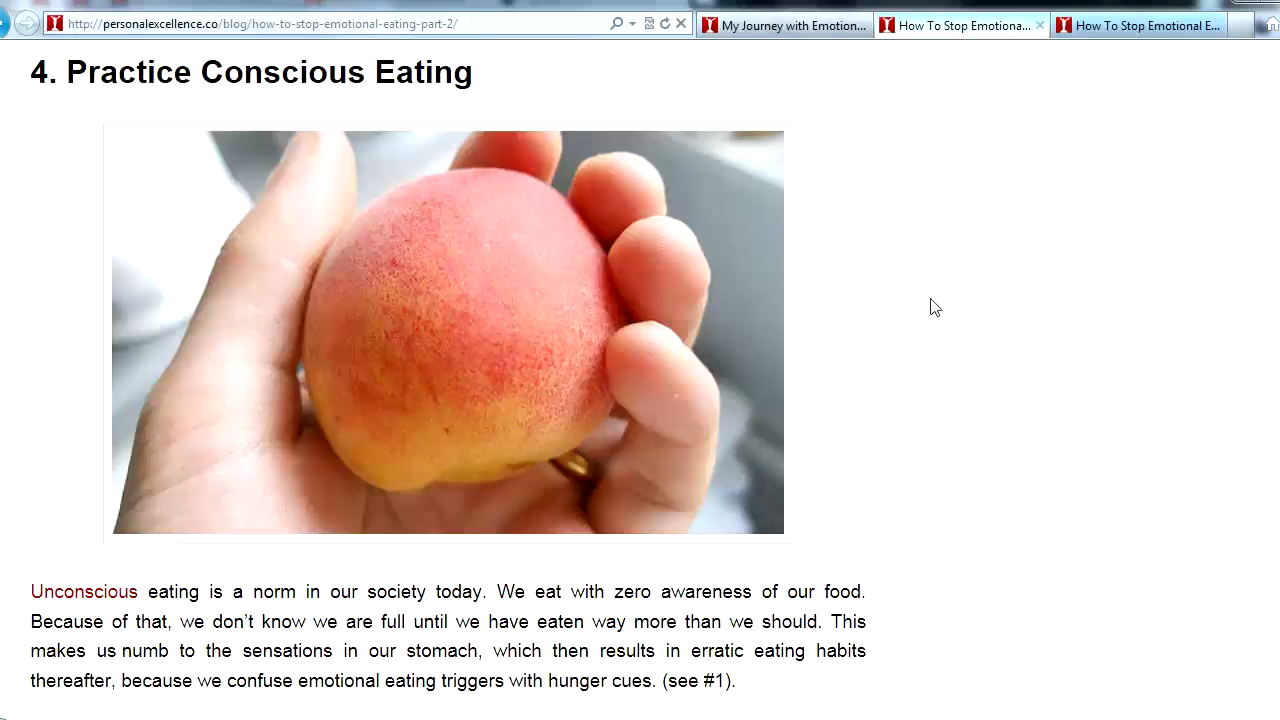 http://personalexcellence.co/blog/how-to-stop-emotional-eating-part-2/
My Journey with Emotion...
How To Stop Emotiona...
How To Stop Emotional E...
4. Practice Conscious Eating
Unconscious eating is a norm in our society today. We eat with zero awareness of our food.
Because of that, we don’t know we are full until we have eaten way more than we should. This
makes us numb to the sensations in our stomach, which then results in erratic eating habits
thereafter, because we confuse emotional eating triggers with hunger cues. (see #1).